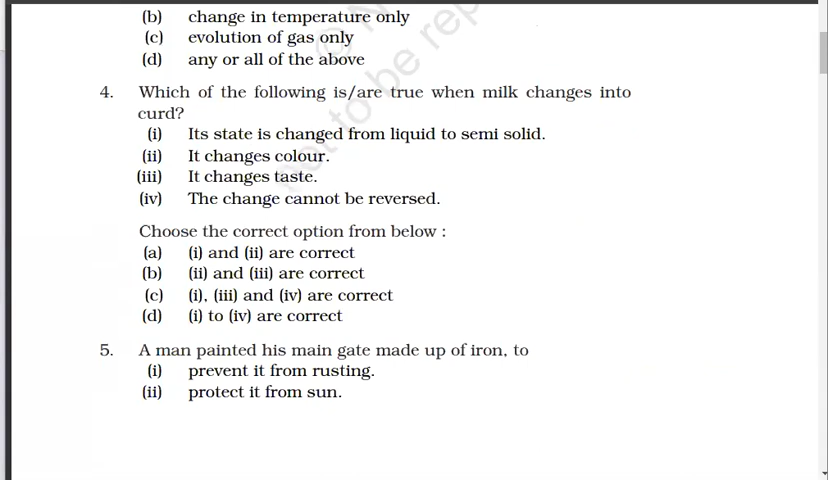 (b) change in temperature only
(c) evolution of gas only
(d) any or all of the above
4. Which of the following is/are true when milk changes into
curd?
(i) Its state is changed from liquid to semi solid.
(ii) It changes colour.
(iii) It changes taste.
(iv) The change cannot be reversed.
Choose the correct option from below :
(a) (i) and (ii) are correct
(b) (ii) and (iii) are correct
(c) (i), (iii) and (iv) are correct
(d) (i) to (iv) are correct
5. A man painted his main gate made up of iron, to
(i) prevent it from rusting.
(ii) protect it from sun.
© N
not to be rep